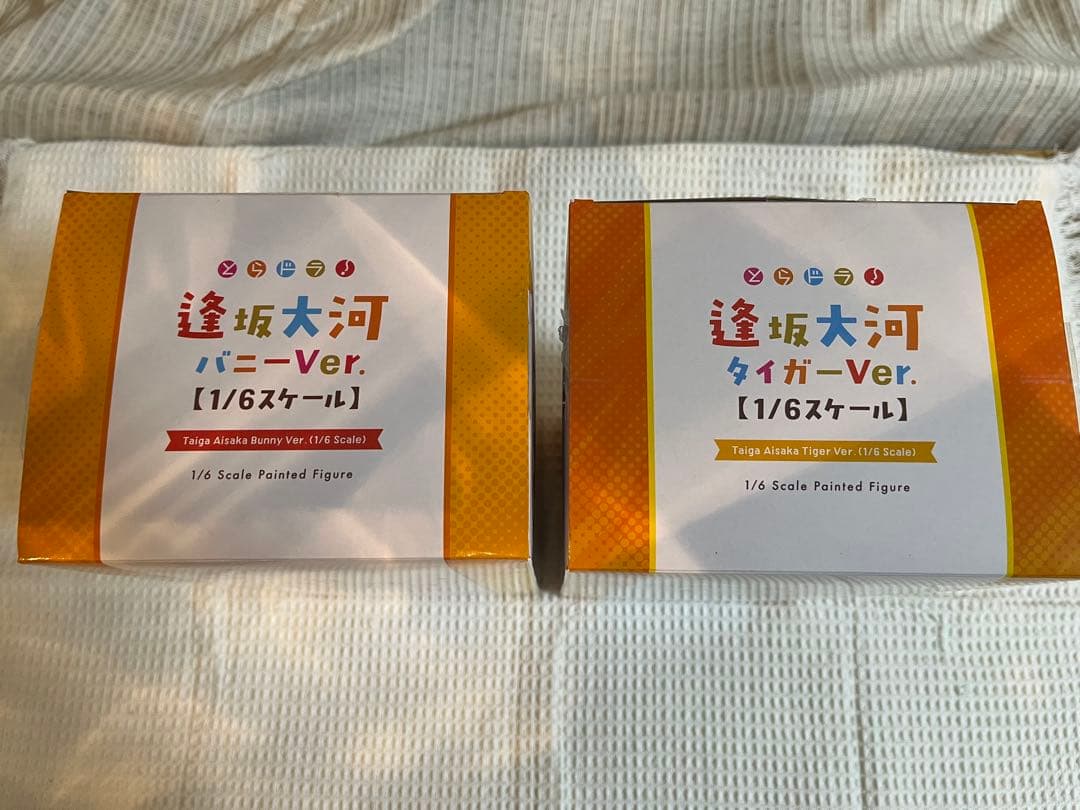 とらドラ!
逢坂大河
バニーVer.
【1/6スケール】
Taiga Aisaka Bunny Ver. (1/6 Scale)
1/6 Scale Painted Figure
とらドラ!
逢坂大河
タイガーVer.
【1/6スケール】
Taiga Aisaka Tiger Ver. (1/6 Scale)
1/6 Scale Painted Figure